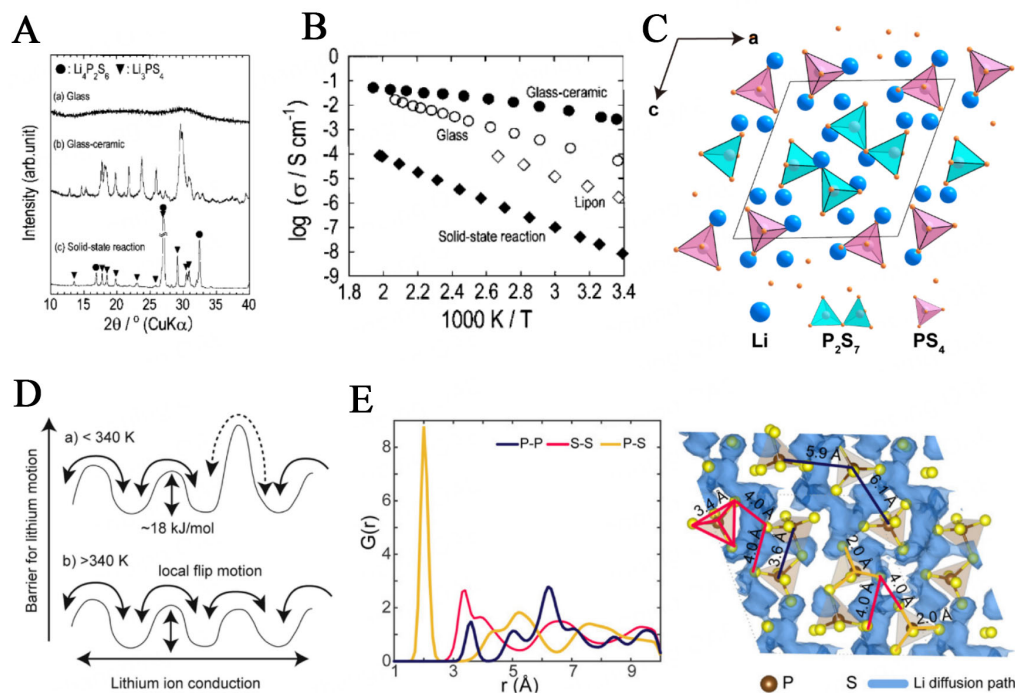 A
● : Li₄P₂S₆ ▼ : Li₃PS₄
(a) Glass
(b) Glass-ceramic
(c) Solid-state reaction
Intensity (arb.unit)
10 15 20 25 30 35 40
2θ / ° (CuKα)
B
0
-1
-2
-3
-4
-5
-6
-7
-8
-9
log (σ / S cm⁻¹)
Glass-ceramic
Glass
Lipon
Solid-state reaction
1.8 2 2.2 2.4 2.6 2.8 3 3.2 3.4
1000 K / T
C
a
c
Li P₂S₇ PS₄
D
Barrier for lithium motion
a) < 340 K
~18 kJ/mol
b) >340 K
local flip motion
Lithium ion conduction
E
G(r)
8
6
4
2
0
P-P S-S P-S
1 3 5 7 9
r (Å)
5.9 Å
6.1 Å
3.4 Å
4.0 Å
4.0 Å
3.6 Å
2.0 Å
4.0 Å
4.0 Å
2.0 Å
P S Li diffusion path